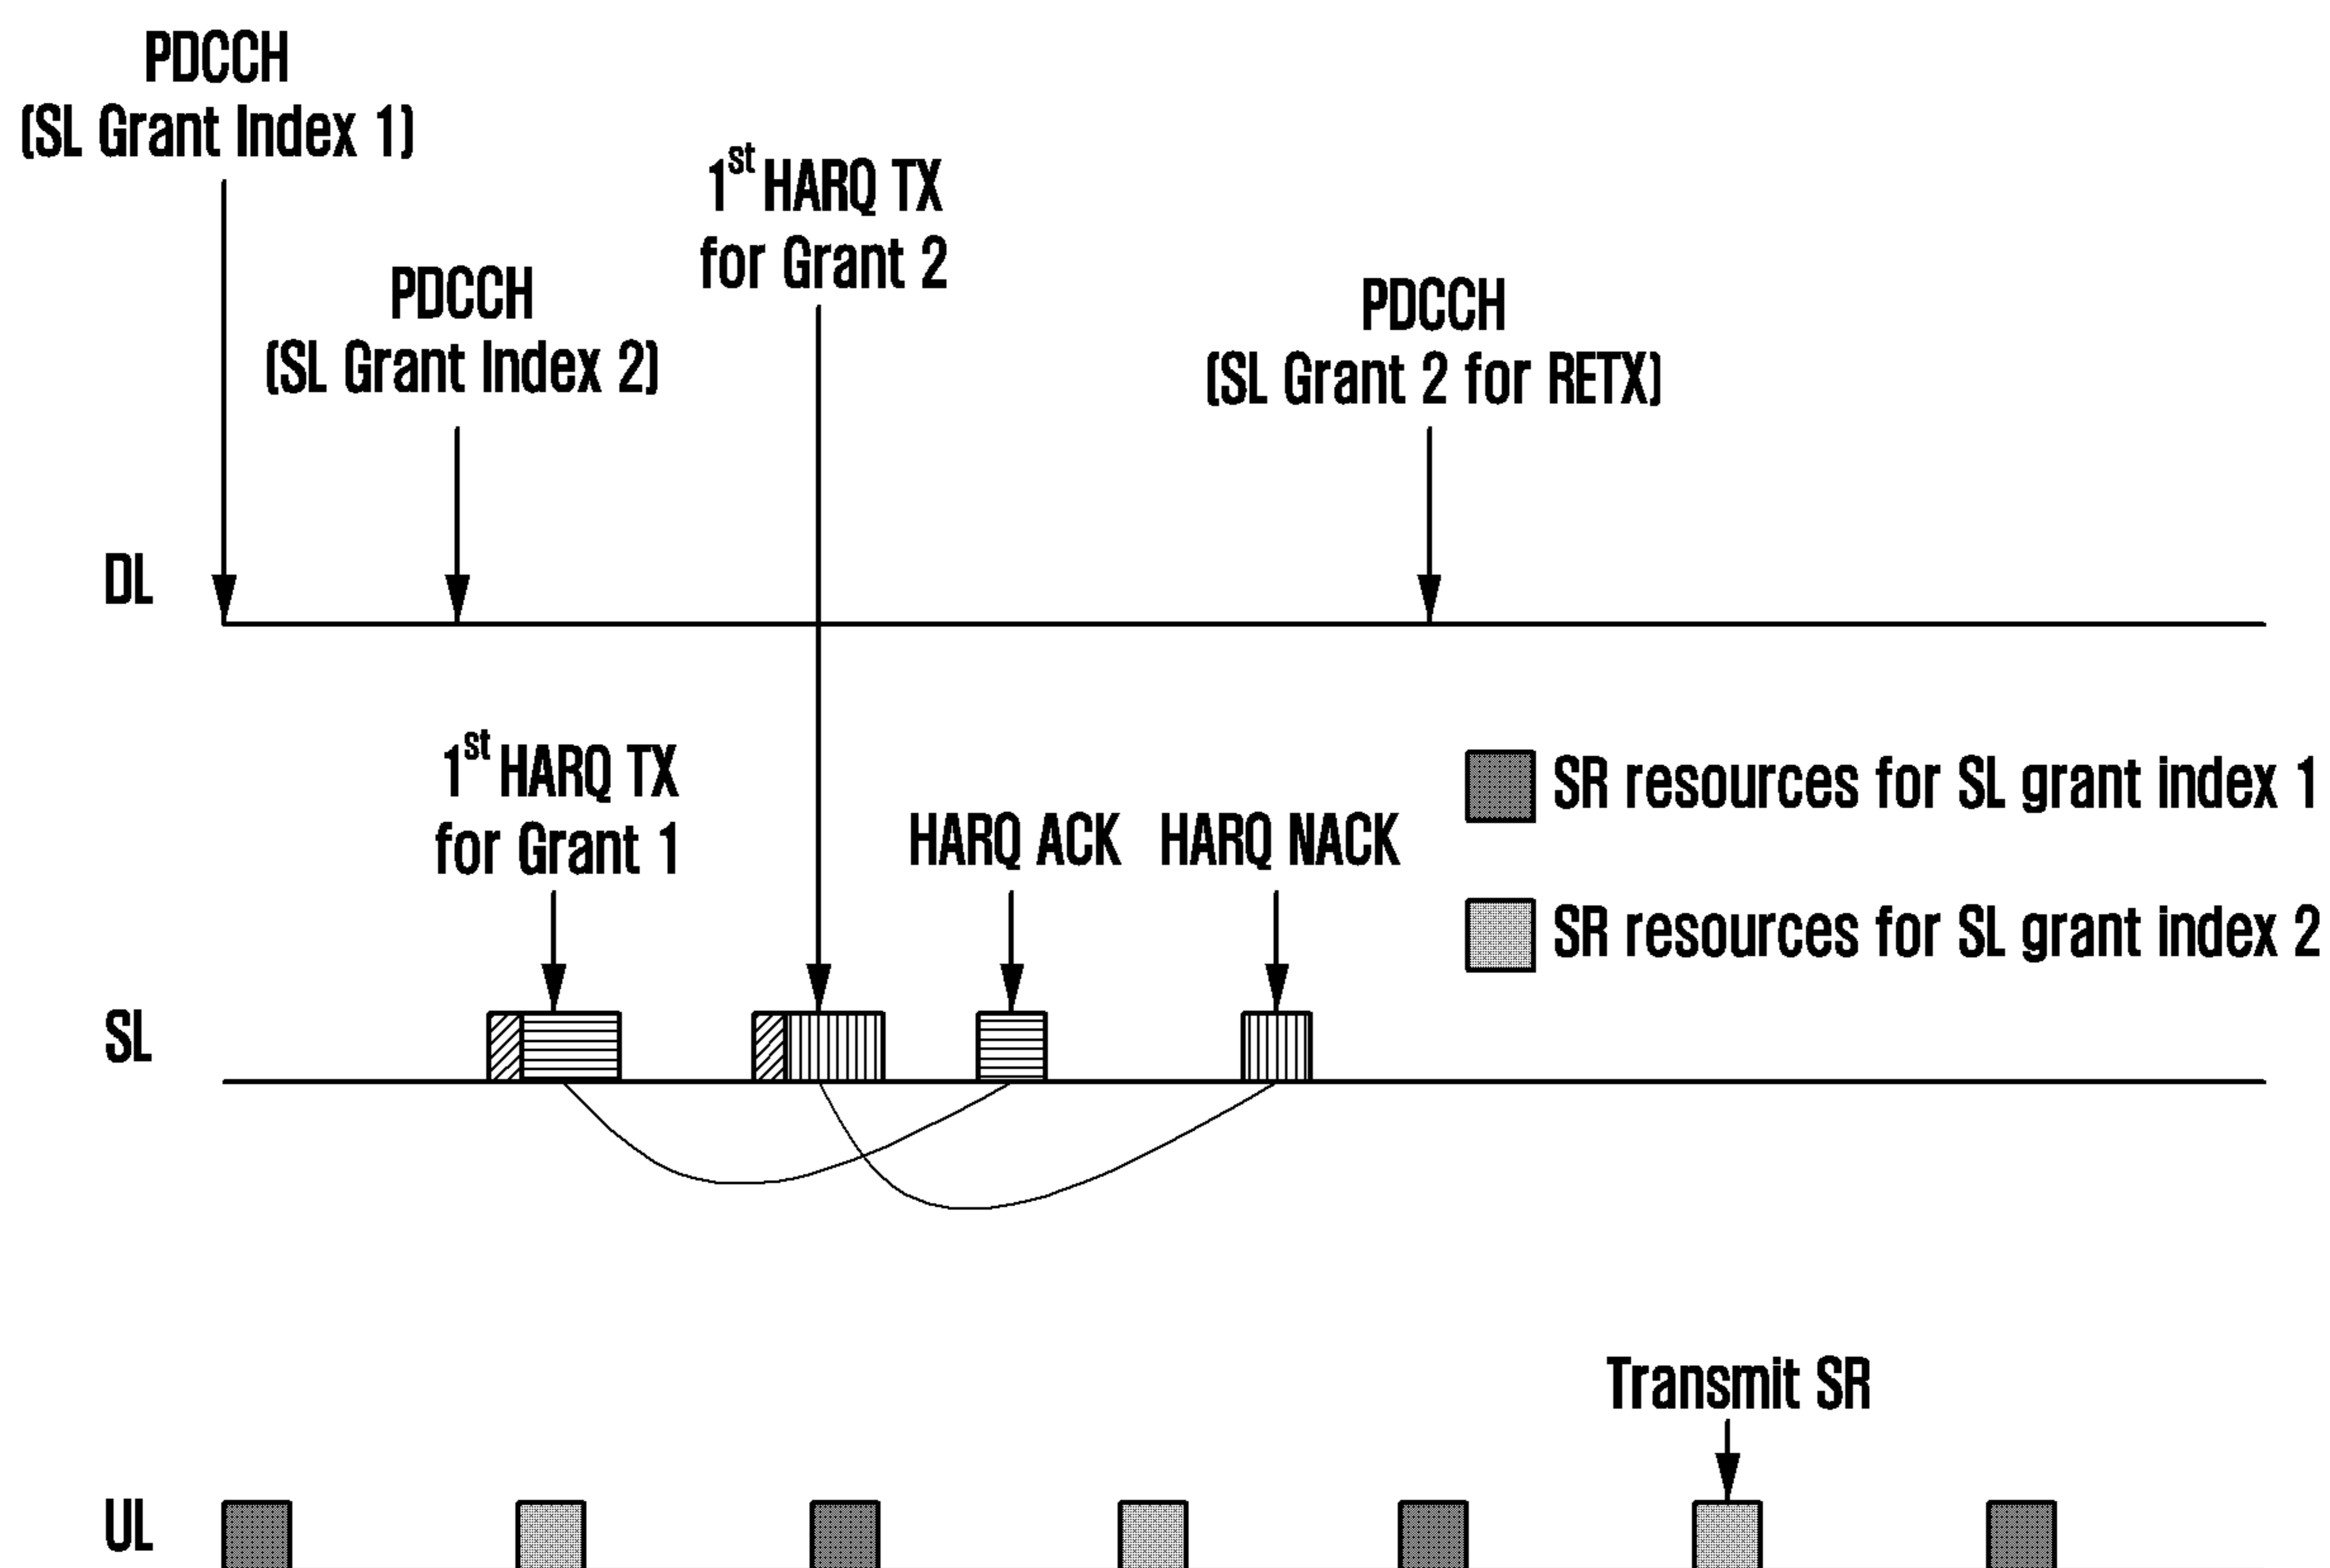 PDCCH
(SL Grant Index 1)
1st HARQ TX
for Grant 2
PDCCH
(SL Grant Index 2)
PDCCH
(SL Grant 2 for RETX)
DL
1st HARQ TX
for Grant 1
HARQ ACK
HARQ NACK
SR resources for SL grant index 1
SR resources for SL grant index 2
SL
Transmit SR
UL